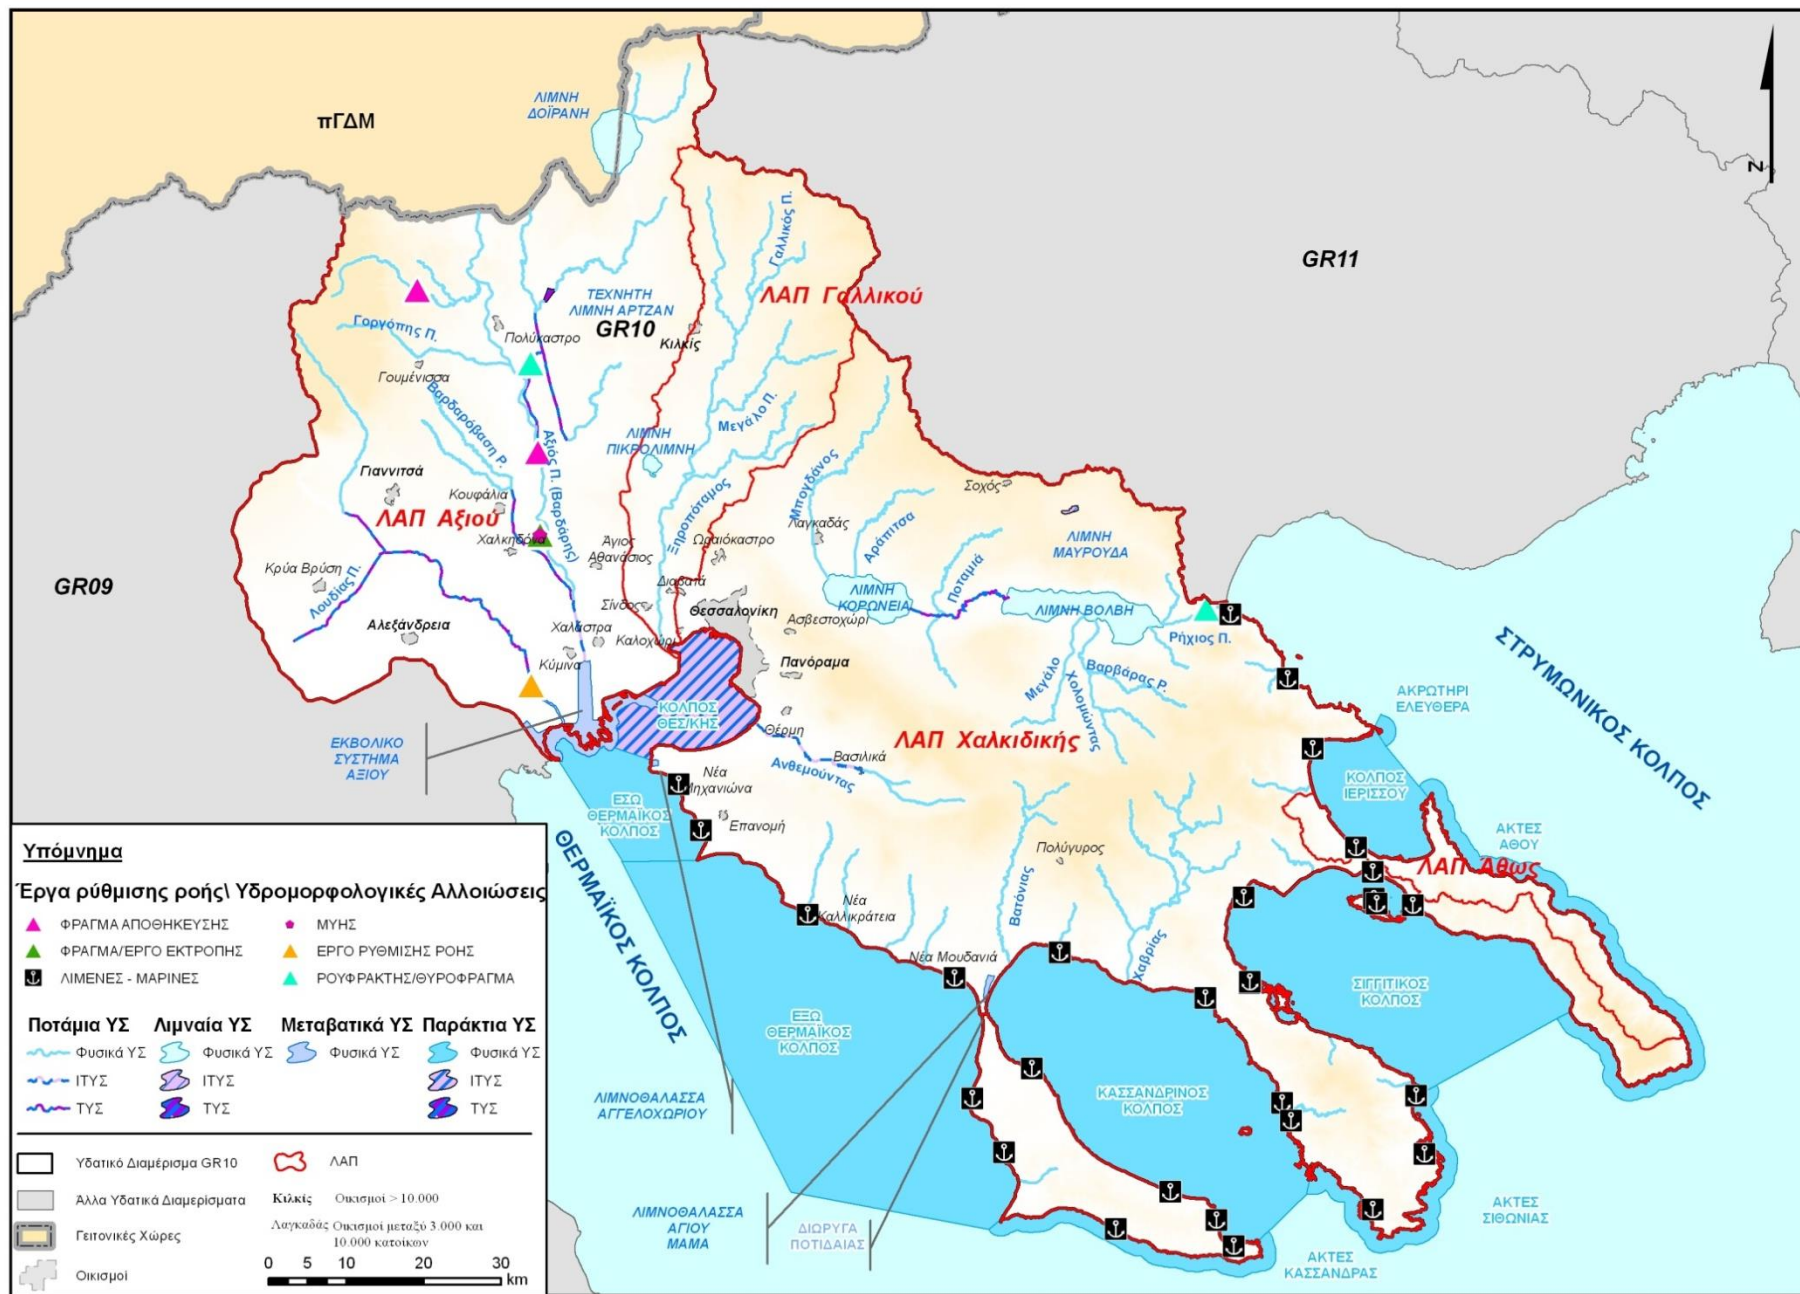 πΓΔΜ
ΛΙΜΝΗ
ΔΟΪΡΑΝΗ
Z
GR11
Γαλλικός Π.
ΤΕΧΝΗΤΗ
ΛΙΜΝΗ ΑΡΤΖΑΝ
ΛΑΠ Γαλλικού
GR10
Γοργόπης Π.
Πολύκαστρο
Κιλκίς
Γουμένισσα
Βαρδαρόβαση Ρ.
Μεγάλο Π.
ΛΙΜΝΗ
ΠΙΚΡΟΛΙΜΝΗ
Αξιός Π. (Βαρδάρης)
Μπογδάνος
Γιαννιτσά
Κουφάλια
Σοχός
ΛΑΠ Αξιού
Ξηροπόταμος
Λαγκαδάς
Αράπιτσα
Χαλκηδόνα
Άγιος
Αθανάσιος
Ωραιόκαστρο
ΛΙΜΝΗ
ΜΑΥΡΟΥΔΑ
GR09
Κρύα Βρύση
Λουδίας Π.
Διαβατά
Ποταμιά
ΛΙΜΝΗ
ΚΟΡΩΝΕΙΑ
ΛΙΜΝΗ ΒΟΛΒΗ
Σίνδος
Θεσσαλονίκη
Αλεξάνδρεια
Χαλάστρα
Καλοχώρι
Ασβεστοχώρι
Ρήχιος Π.
Κύμινα
Πανόραμα
Μεγάλο
Χολομώντας
Βαρβάρας Ρ.
ΣΤΡΥΜΩΝΙΚΟΣ ΚΟΛΠΟΣ
ΑΚΡΩΤΗΡΙ
ΕΛΕΥΘΕΡΑ
ΚΟΛΠΟΣ
ΘΕΣ/ΚΗΣ
Θέρμη
ΛΑΠ Χαλκιδικής
ΕΚΒΟΛΙΚΟ
ΣΥΣΤΗΜΑ
ΑΞΙΟΥ
Βασιλικά
Ανθεμούντας
Νέα
Μηχανιώνα
ΚΟΛΠΟΣ
ΙΕΡΙΣΣΟΥ
ΕΣΩ
ΘΕΡΜΑΪΚΟΣ
ΚΟΛΠΟΣ
Επανομή
ΑΚΤΕΣ
ΑΘΟΥ
ΘΕΡΜΑΪΚΟΣ ΚΟΛΠΟΣ
Πολύγυρος
ΛΑΠ Άθως
Νέα
Καλλικράτεια
Βατόνιας
Νέα Μουδανιά
Χαβρίας
ΣΙΓΓΙΤΙΚΟΣ
ΚΟΛΠΟΣ
ΕΞΩ
ΘΕΡΜΑΪΚΟΣ
ΚΟΛΠΟΣ
ΛΙΜΝΟΘΑΛΑΣΣΑ
ΑΓΓΕΛΟΧΩΡΙΟΥ
ΚΑΣΣΑΝΔΡΙΝΟΣ
ΚΟΛΠΟΣ
ΛΙΜΝΟΘΑΛΑΣΣΑ
ΑΓΙΟΥ
ΜΑΜΑ
ΔΙΩΡΥΓΑ
ΠΟΤΙΔΑΙΑΣ
ΑΚΤΕΣ
ΣΙΘΩΝΙΑΣ
ΑΚΤΕΣ
ΚΑΣΣΑΝΔΡΑΣ
Υπόμνημα
Έργα ρύθμισης ροής\ Υδρομορφολογικές Αλλοιώσεις
ΦΡΑΓΜΑ ΑΠΟΘΗΚΕΥΣΗΣ
ΜΥΗΣ
ΦΡΑΓΜΑ/ΕΡΓΟ ΕΚΤΡΟΠΗΣ
ΕΡΓΟ ΡΥΘΜΙΣΗΣ ΡΟΗΣ
ΛΙΜΕΝΕΣ - ΜΑΡΙΝΕΣ
ΡΟΥΦΡΑΚΤΗΣ/ΘΥΡΟΦΡΑΓΜΑ
Ποτάμια ΥΣ Λιμναία ΥΣ Μεταβατικά ΥΣ Παράκτια ΥΣ
Φυσικά ΥΣ Φυσικά ΥΣ Φυσικά ΥΣ Φυσικά ΥΣ
ΙΤΥΣ ΙΤΥΣ ΙΤΥΣ
ΤΥΣ ΤΥΣ ΤΥΣ
Υδατικό Διαμέρισμα GR10
ΛΑΠ
Άλλα Υδατικά Διαμερίσματα
Κιλκίς Οικισμοί > 10.000
Γειτονικές Χώρες
Λαγκαδάς Οικισμοί μεταξύ 3.000 και
10.000 κατοίκων
Οικισμοί
0 5 10 20 30
km